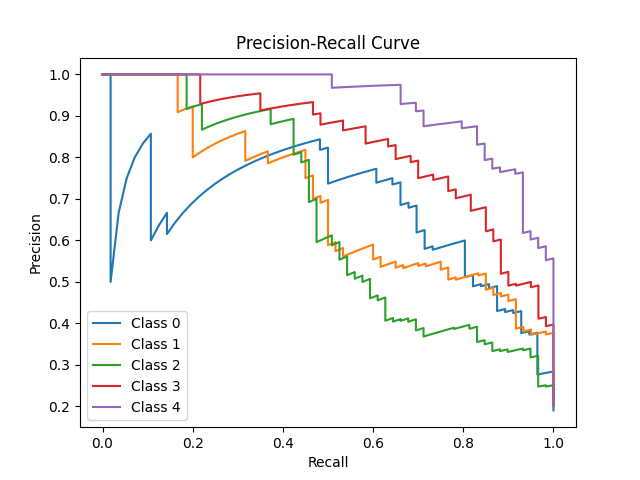 Precision-Recall Curve
Precision
1.0
0.9
0.8
0.7
0.6
0.5
0.4
0.3
0.2
Class 0
Class 1
Class 2
Class 3
Class 4
0.0 0.2 0.4 0.6 0.8 1.0
Recall